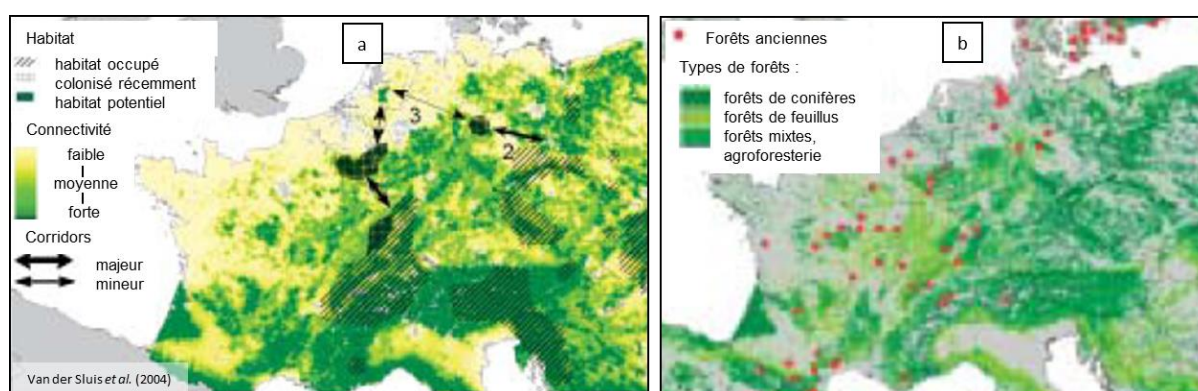 Habitat
habitat occupé
colonisé récemment
habitat potentiel
Connectivité
faible
moyenne
forte
Corridors
majeur
mineur
a
3
2
Van der Sluis et al. (2004)
b
Forêts anciennes
Types de forêts :
forêts de conifères
forêts de feuillus
forêts mixtes,
agroforesterie